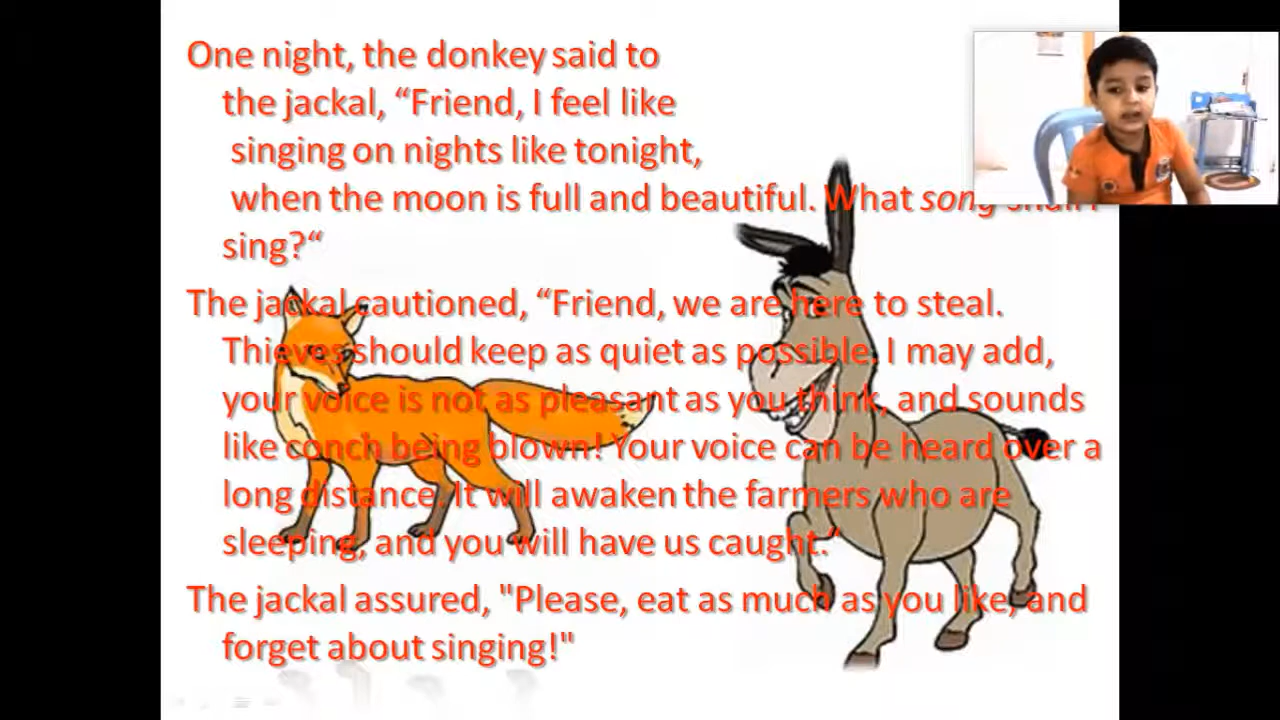 One night, the donkey said to
the jackal, “Friend, I feel like
singing on nights like tonight,
when the moon is full and beautiful. What song shall I
sing?“
The jackal cautioned, “Friend, we are here to steal.
Thieves should keep as quiet as possible. I may add,
your voice is not as pleasant as you think, and sounds
like conch being blown! Your voice can be heard over a
long distance. It will awaken the farmers who are
sleeping, and you will have us caught.“
The jackal assured, "Please, eat as much as you like, and
forget about singing!"